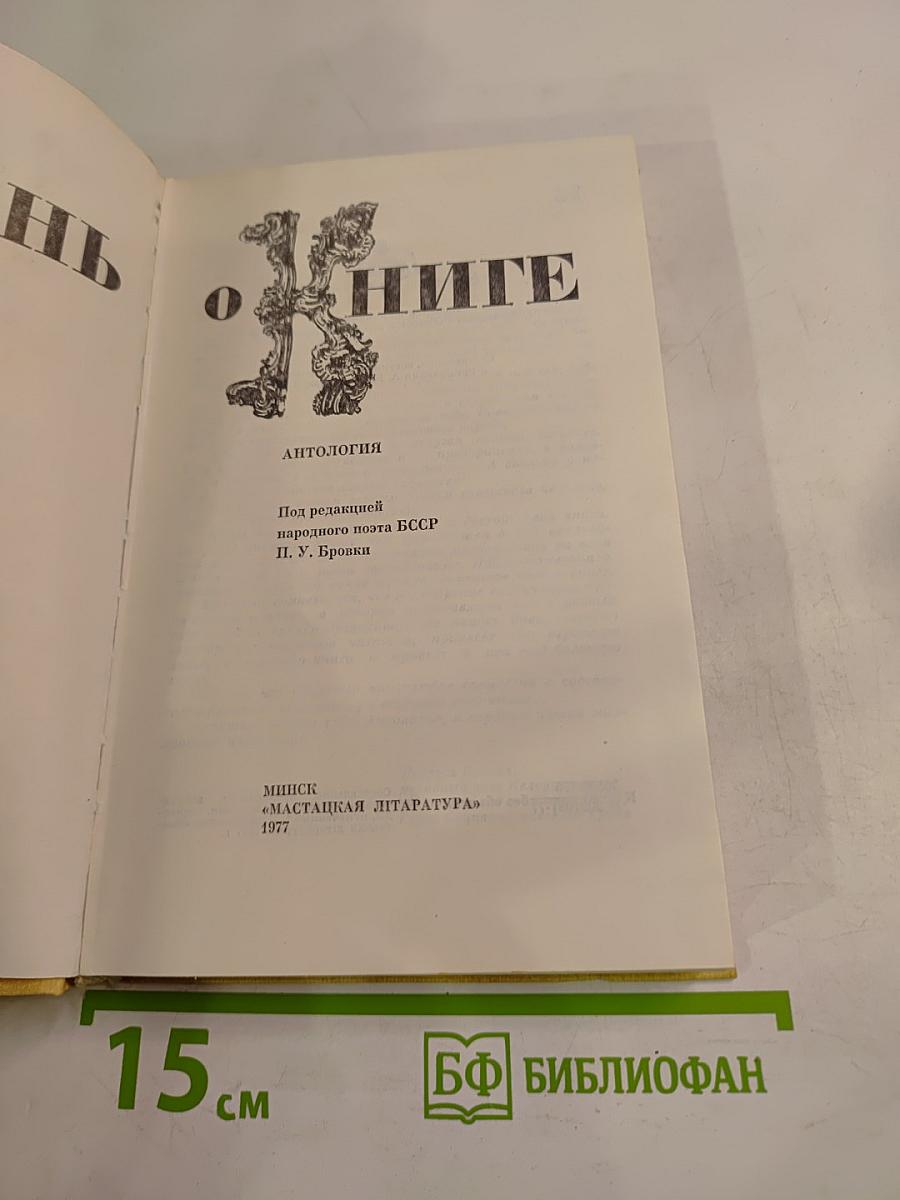 НЬ
о КНИГЕ
АНТОЛОГИЯ
Под редакцией
народного поэта БССР
П. У. Бровки
МИНСК
«МАСТАЦКАЯ ЛІТАРАТУРА»
1977
15 см
БФ БИБЛИОФАН